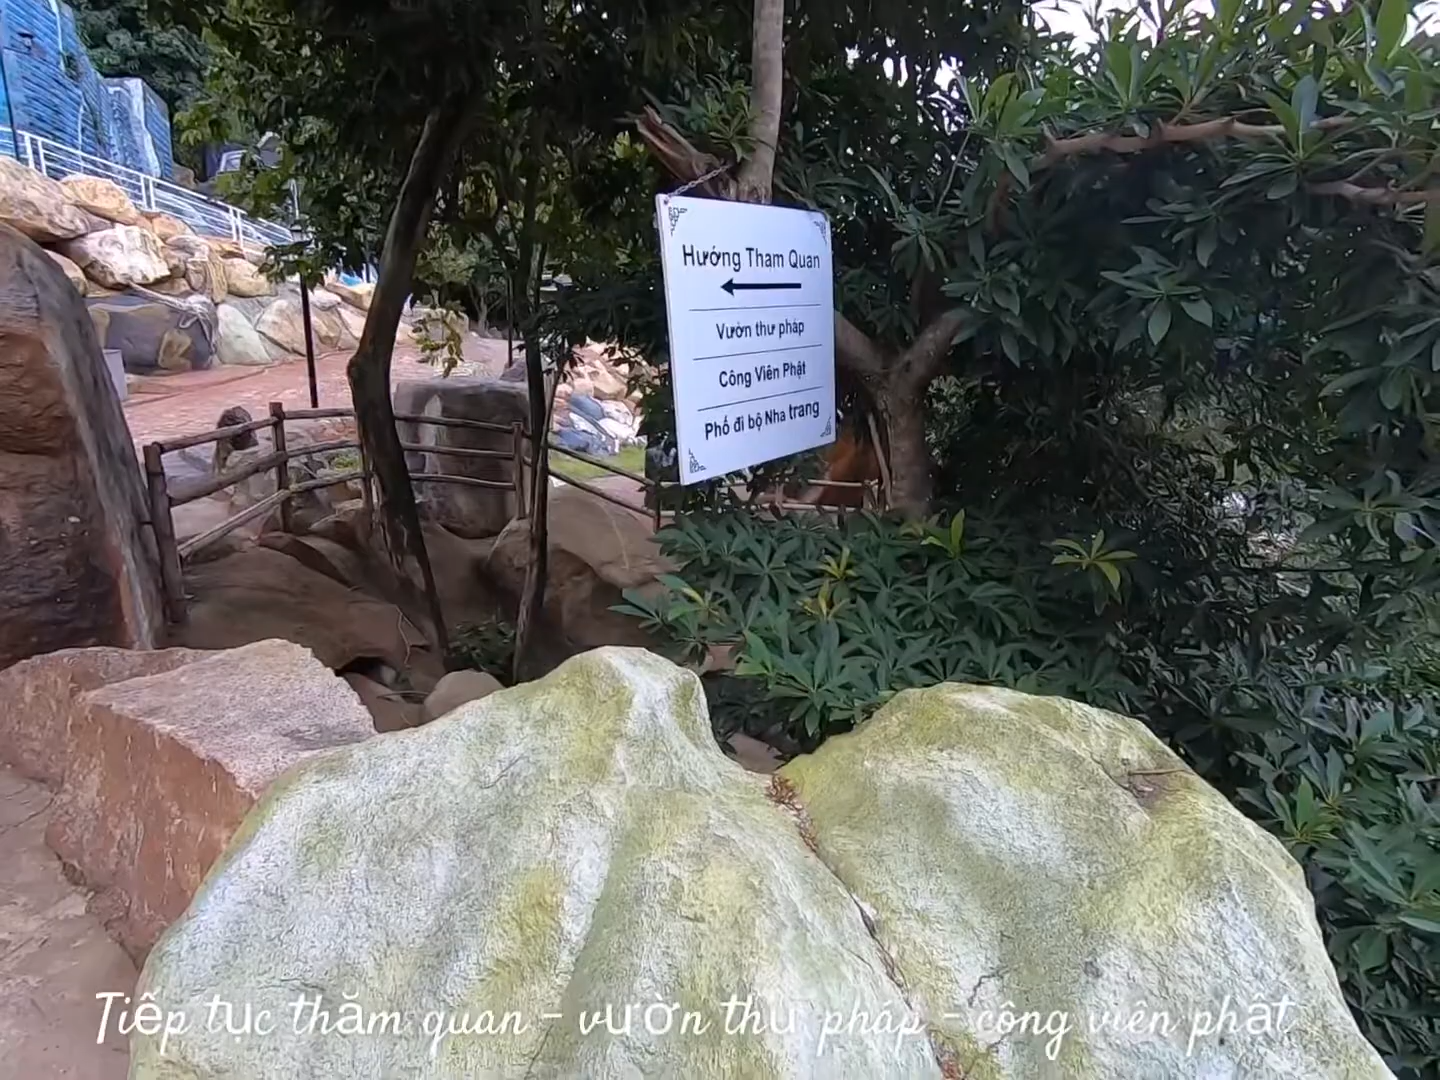 Hướng Tham Quan
Vườn thư pháp
Công Viên Phật
Phố đi bộ Nha trang
Tiếp tục thăm quan - vườn thư pháp - công viên phật